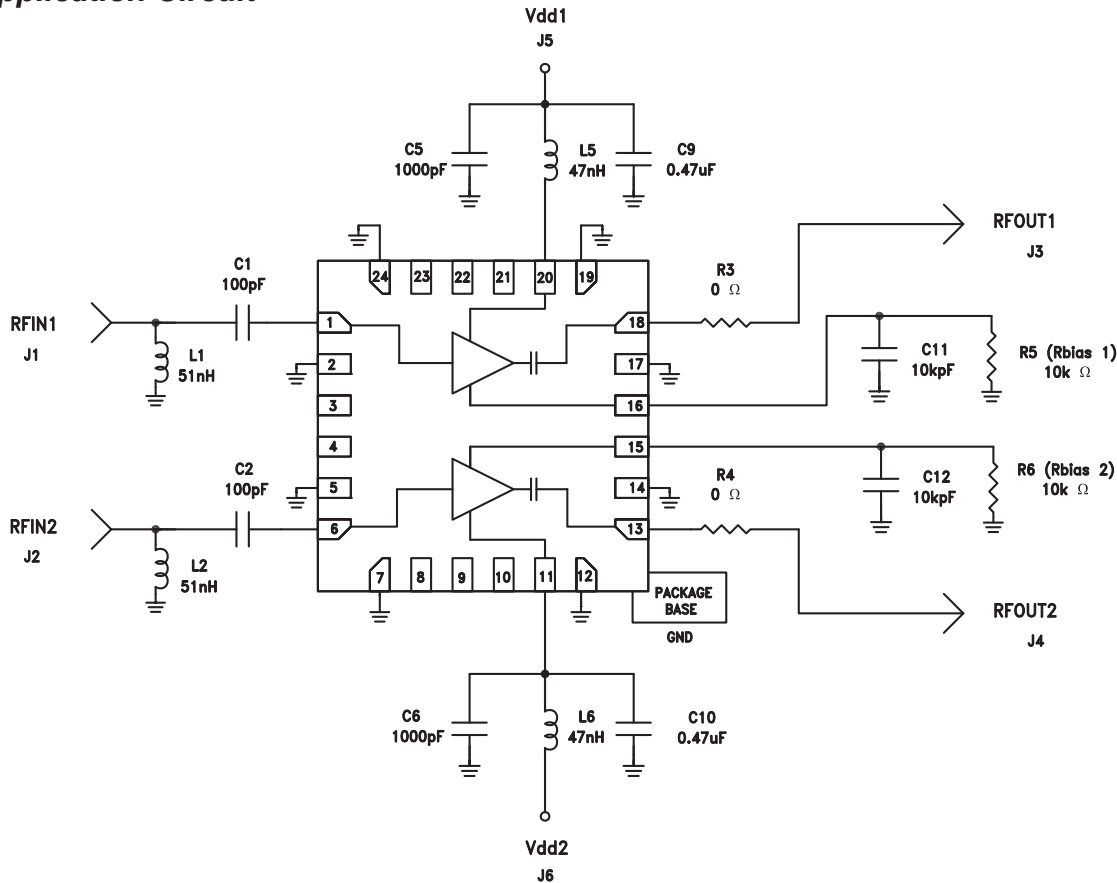 pplication Circuit
Vdd1
J5
C5
1000pF
L5
47nH
C9
0.47uF
RFOUT1
J3
24
23
22
21
20
19
C1
100pF
R3
0 Ω
RFIN1
J1
L1
51nH
1
18
2
17
C11
10kpF
R5 (Rbias 1)
10k Ω
3
16
4
15
C2
100pF
5
14
R4
0 Ω
C12
10kpF
R6 (Rbias 2)
10k Ω
RFIN2
J2
L2
51nH
6
13
7
8
9
10
11
12
PACKAGE
BASE
GND
RFOUT2
J4
C6
1000pF
L6
47nH
C10
0.47uF
Vdd2
J6